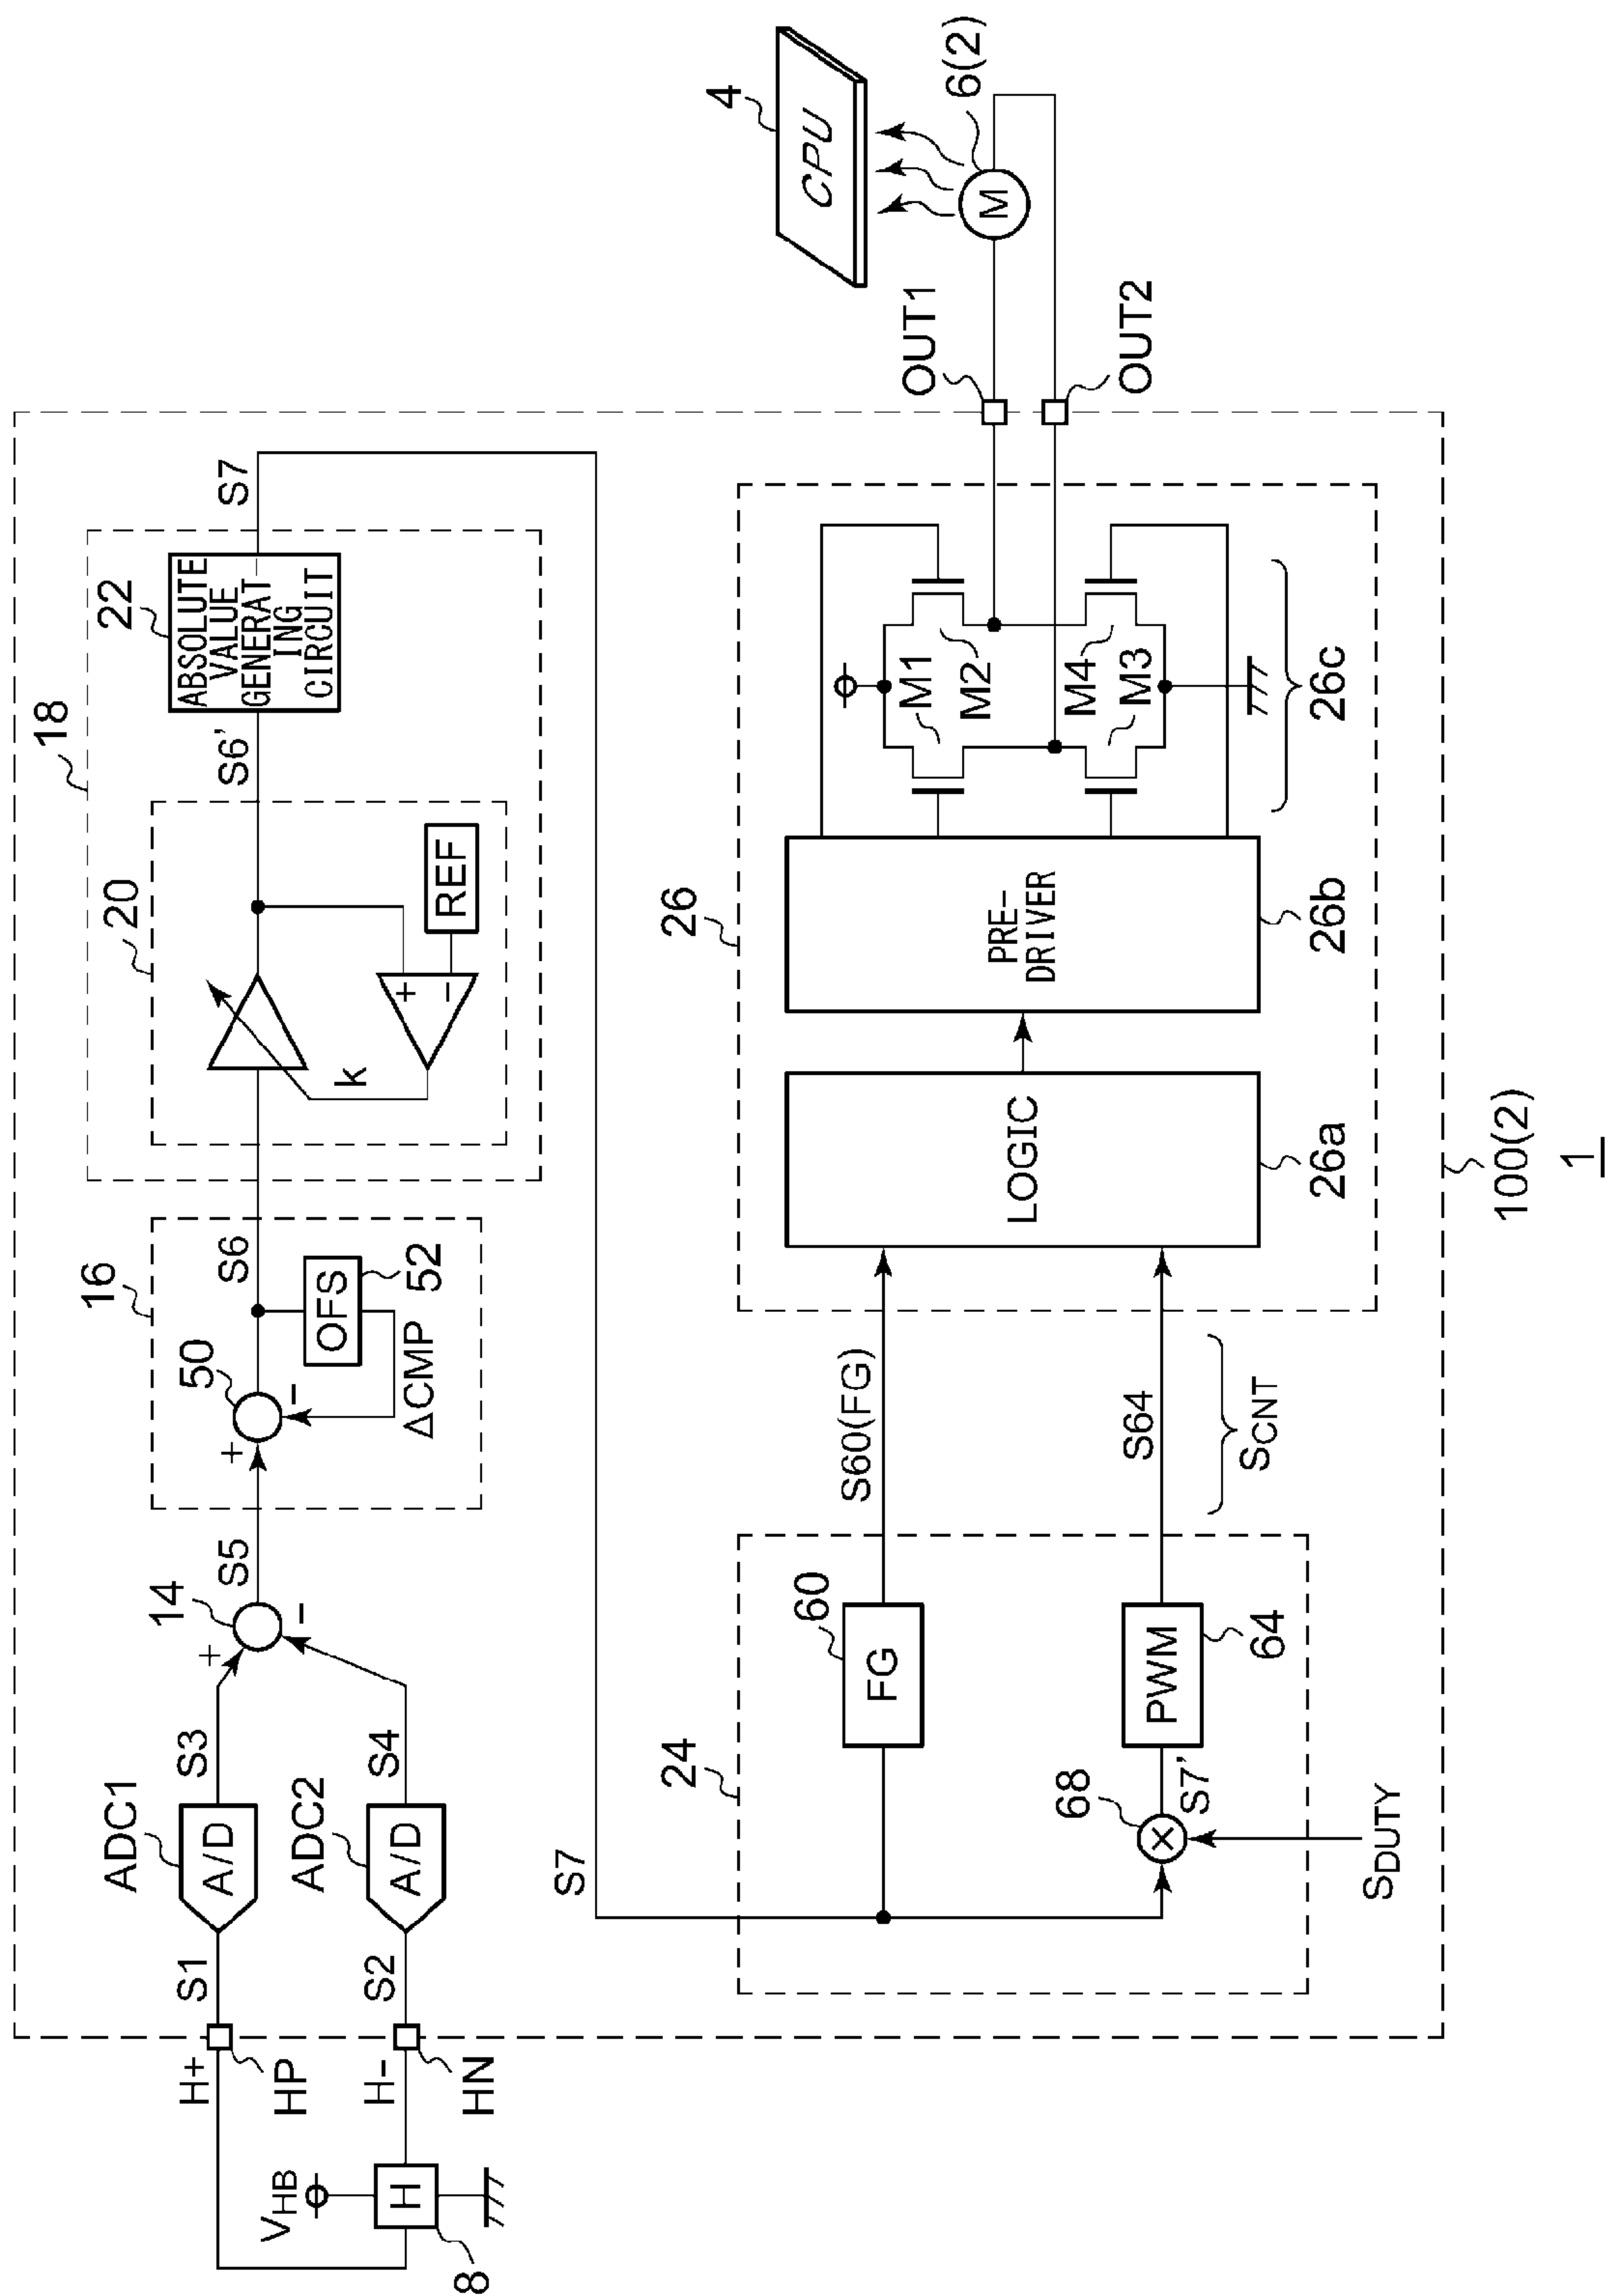 1
100(2)
18
20
22
16
14
50
52
H+
HP
S1
ADC1
A/D
S3
+
-
S5
+
-
OFS
ΔCMP
S6
k
+
-
REF
S6'
ABSOLUTE
VALUE
GENERAT
ING
CIRCUIT
S7
VHB
H
8
H-
HN
S2
ADC2
A/D
S4
S7
24
60
FG
S60(FG)
68
×
S7'
PWM
64
S64
SCNT
SDUTY
26
LOGIC
26a
PRE-
DRIVER
26b
M1
M2
M4
M3
26c
OUT1
OUT2
4
CPU
M
6(2)